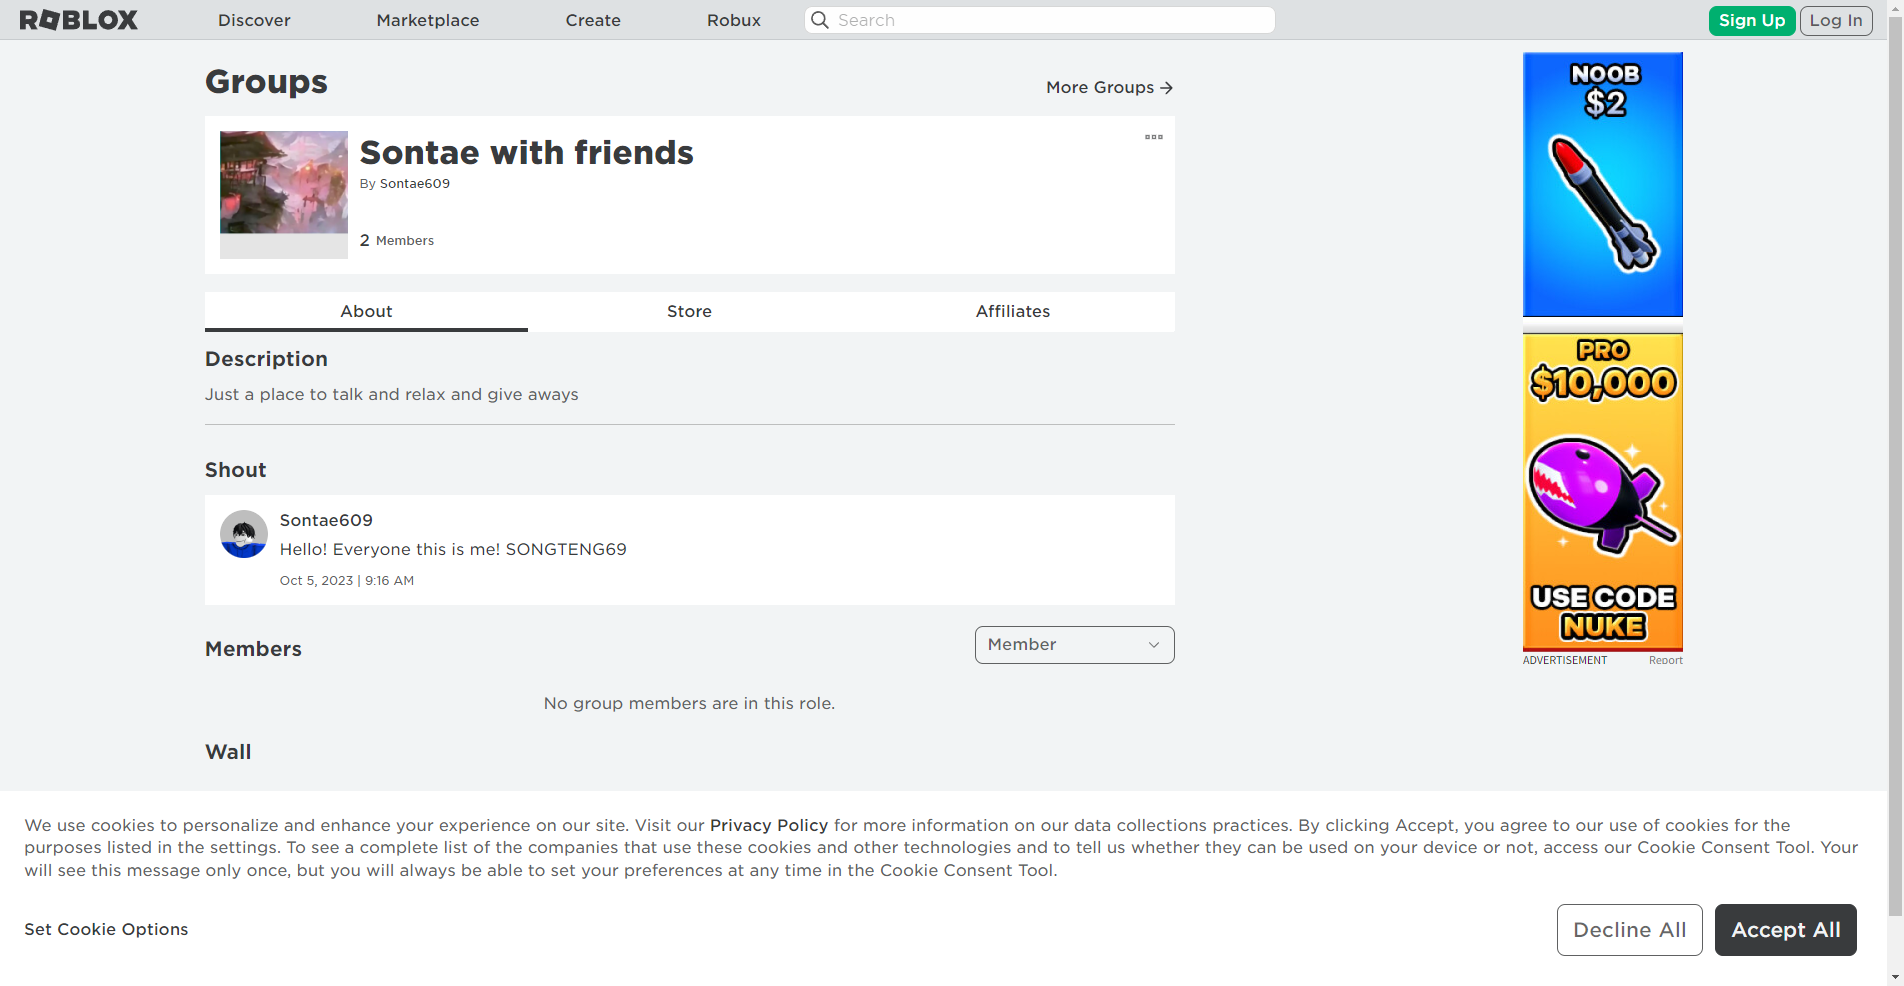 ROBLOX
Discover
Marketplace
Create
Robux
Search
Sign Up
Log In
Groups
More Groups →
Sontae with friends
By Sontae609
2 Members
About
Store
Affiliates
Description
Just a place to talk and relax and give aways
Shout
Sontae609
Hello! Everyone this is me! SONGTENG69
Oct 5, 2023 | 9:16 AM
Members
Member
No group members are in this role.
Wall
NOOB
$2
PRO
$10,000
USE CODE
NUKE
ADVERTISEMENT
Report
We use cookies to personalize and enhance your experience on our site. Visit our Privacy Policy for more information on our data collections practices. By clicking Accept, you agree to our use of cookies for the
purposes listed in the settings. To see a complete list of the companies that use these cookies and other technologies and to tell us whether they can be used on your device or not, access our Cookie Consent Tool. Your
will see this message only once, but you will always be able to set your preferences at any time in the Cookie Consent Tool.
Set Cookie Options
Decline All
Accept All